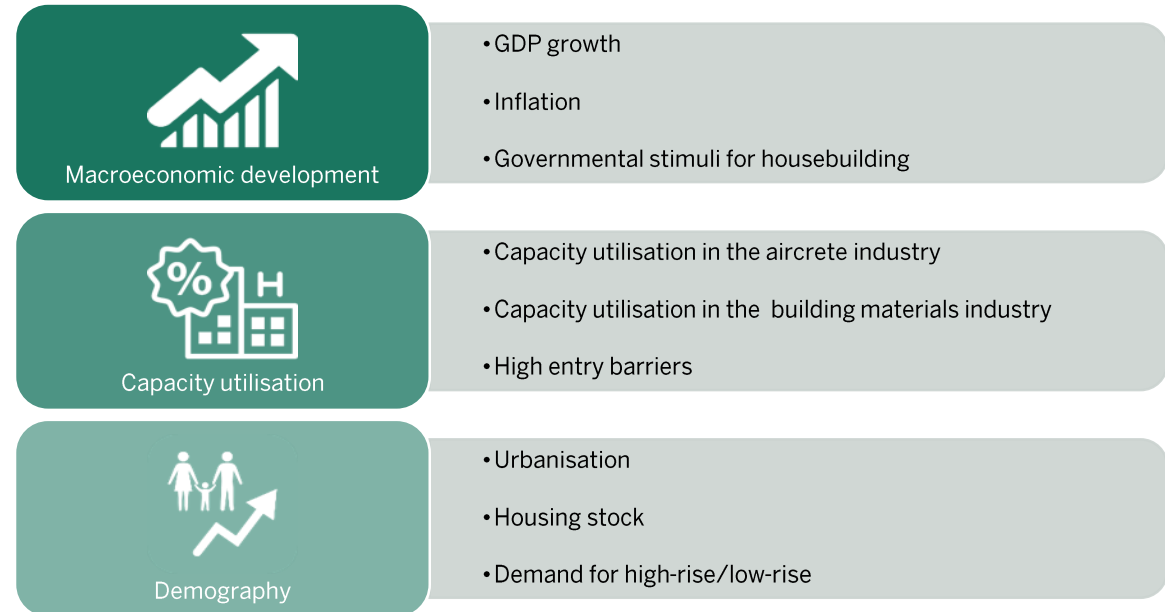 Macroeconomic development
• GDP growth
• Inflation
• Governmental stimuli for housebuilding
%
H
Capacity utilisation
• Capacity utilisation in the aircrete industry
• Capacity utilisation in the  building materials industry
• High entry barriers
Demography
• Urbanisation
• Housing stock
• Demand for high-rise/low-rise